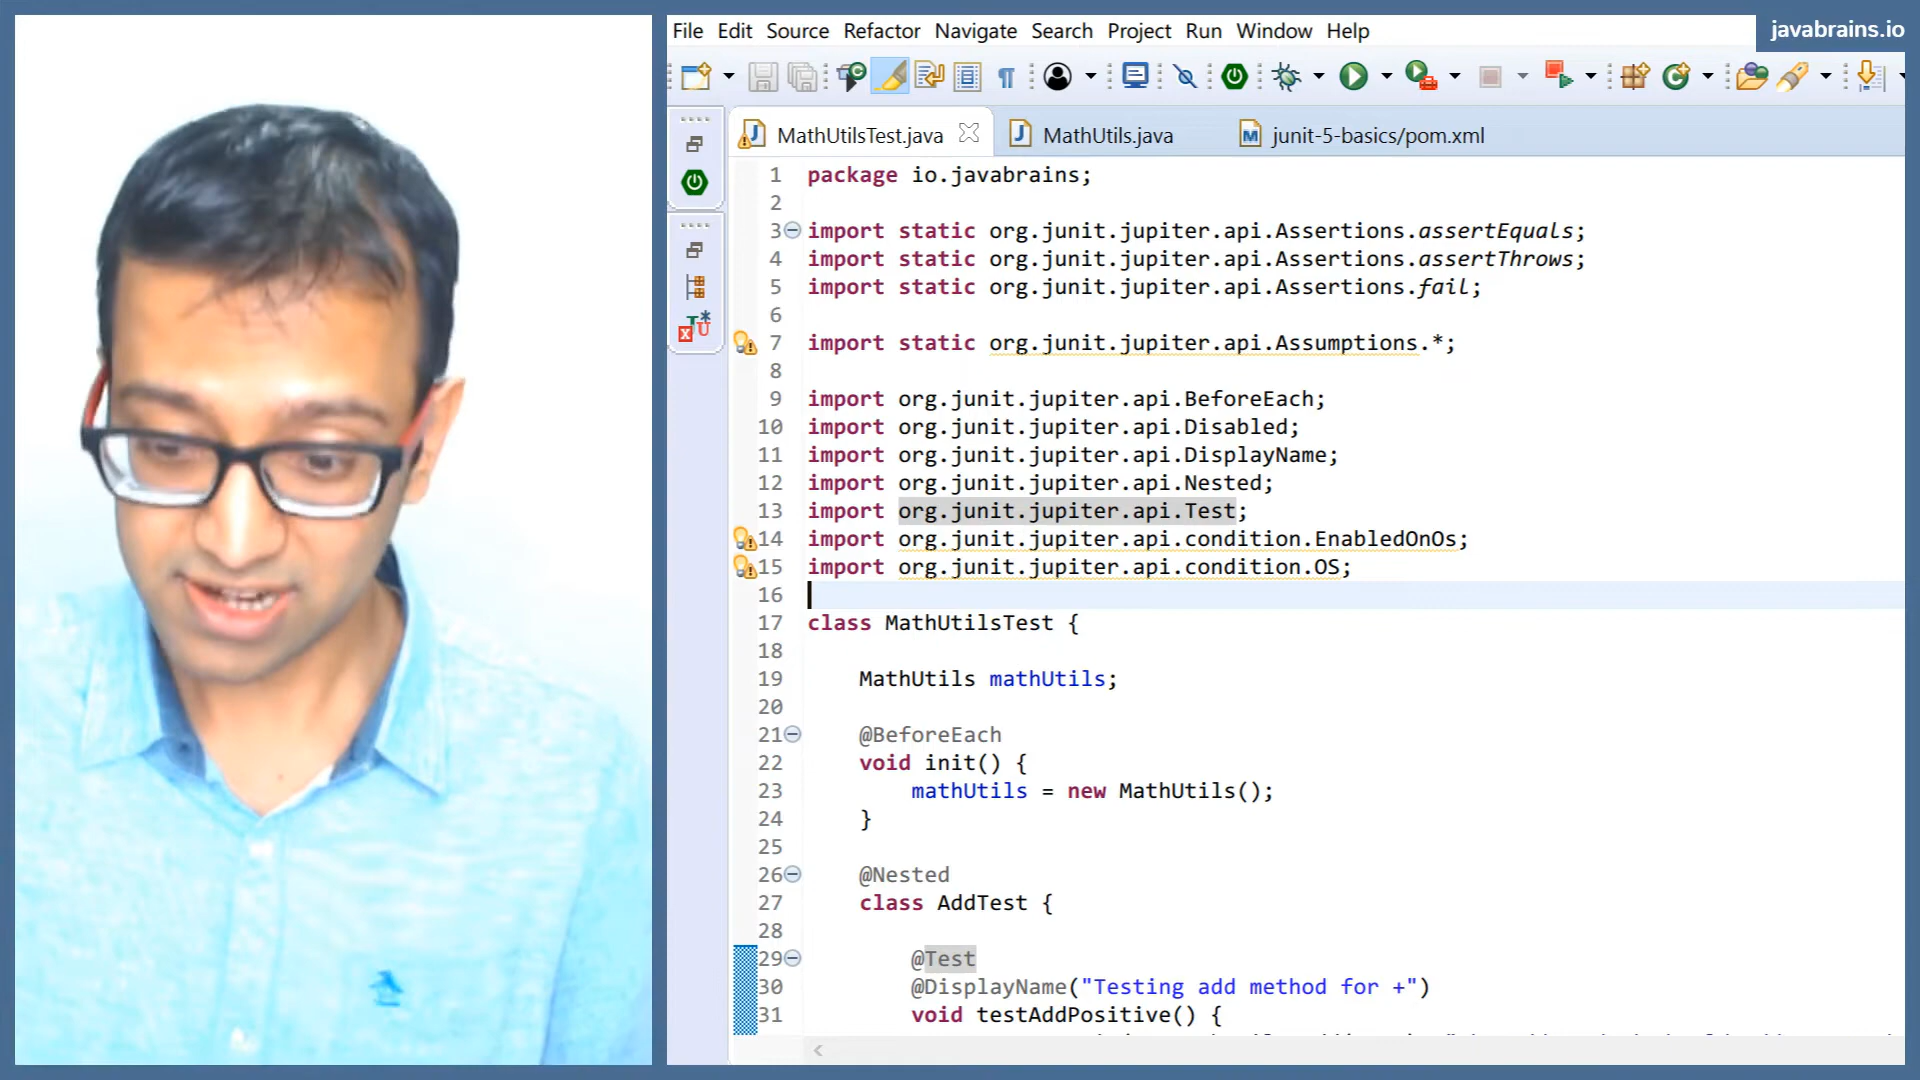 File Edit Source Refactor Navigate Search Project Run Window Help
javabrains.io
MathUtilsTest.java MathUtils.java junit-5-basics/pom.xml
1 package io.javabrains;
2
3 import static org.junit.jupiter.api.Assertions.assertEquals;
4 import static org.junit.jupiter.api.Assertions.assertThrows;
5 import static org.junit.jupiter.api.Assertions.fail;
6
7 import static org.junit.jupiter.api.Assumptions.*;
8
9 import org.junit.jupiter.api.BeforeEach;
10 import org.junit.jupiter.api.Disabled;
11 import org.junit.jupiter.api.DisplayName;
12 import org.junit.jupiter.api.Nested;
13 import org.junit.jupiter.api.Test;
14 import org.junit.jupiter.api.condition.EnabledOnOs;
15 import org.junit.jupiter.api.condition.OS;
16
17 class MathUtilsTest {
18
19 MathUtils mathUtils;
20
21 @BeforeEach
22 void init() {
23 mathUtils = new MathUtils();
24 }
25
26 @Nested
27 class AddTest {
28
29 @Test
30 @DisplayName("Testing add method for +")
31 void testAddPositive() {